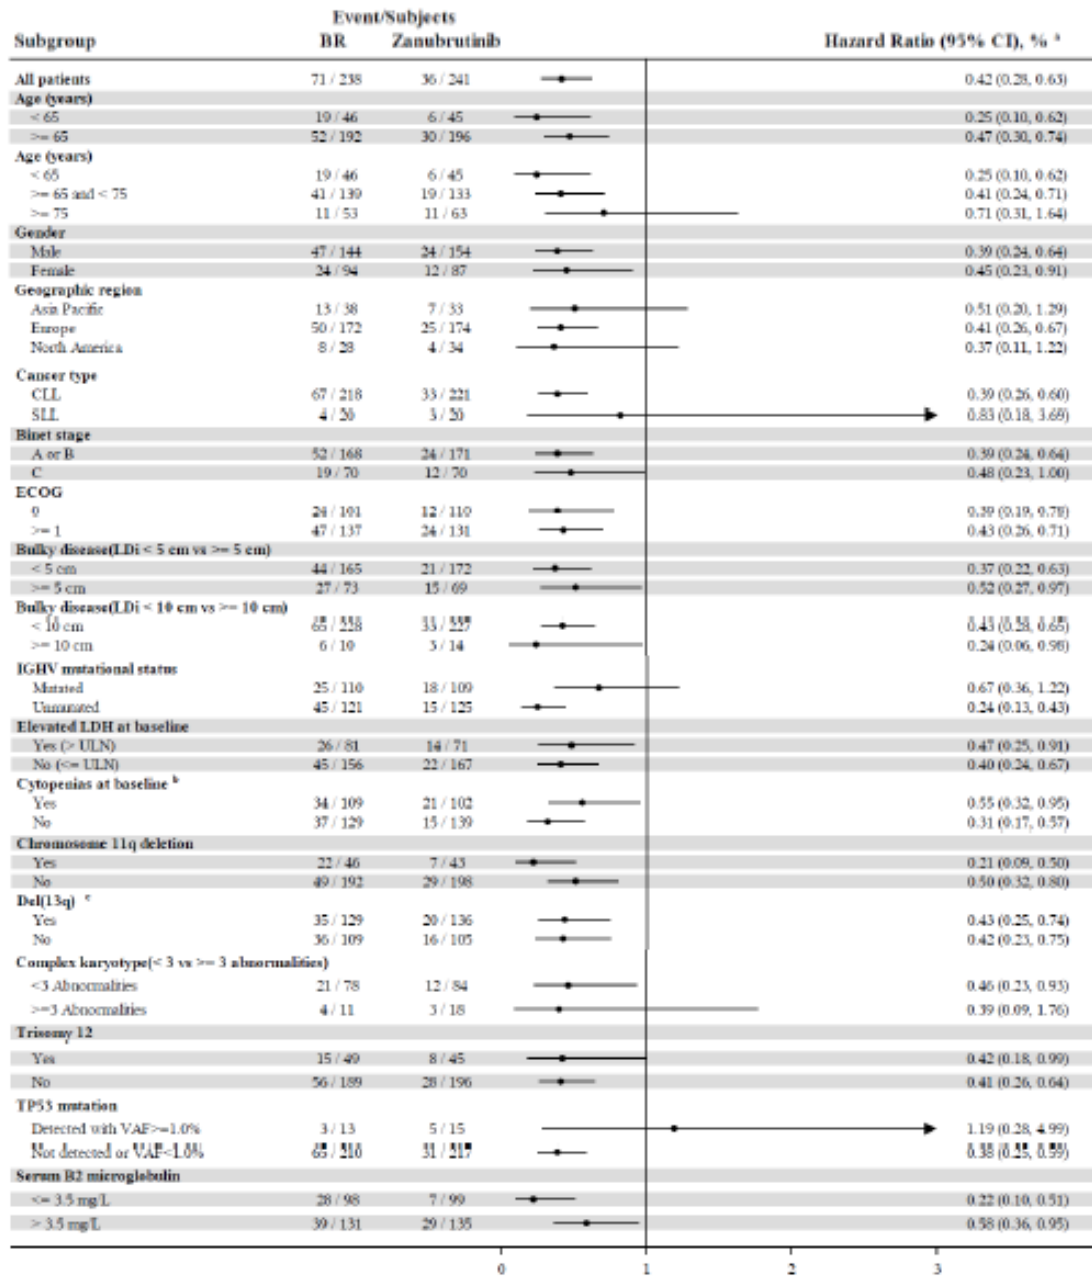 Event/Subjects
Subgroup BR Zanubrutinib Hazard Ratio (95% CI), % a
All patients 71 / 238 36 / 241 0.42 (0.28, 0.63)
Age (years)
< 65 19 / 46 6 / 45 0.25 (0.10, 0.62)
>= 65 52 / 192 30 / 196 0.47 (0.30, 0.74)
Age (years)
< 65 19 / 46 6 / 45 0.25 (0.10, 0.62)
>= 65 and < 75 41 / 139 19 / 133 0.41 (0.24, 0.71)
>= 75 11 / 53 11 / 63 0.71 (0.31, 1.64)
Gender
Male 47 / 144 24 / 154 0.39 (0.24, 0.64)
Female 24 / 94 12 / 87 0.45 (0.23, 0.91)
Geographic region
Asia Pacific 13 / 38 7 / 33 0.51 (0.20, 1.29)
Europe 50 / 172 25 / 174 0.41 (0.26, 0.67)
North America 8 / 28 4 / 34 0.37 (0.11, 1.22)
Cancer type
CLL 67 / 218 33 / 221 0.39 (0.26, 0.60)
SLL 4 / 20 3 / 20 0.83 (0.18, 3.69)
Binet stage
A or B 52 / 168 24 / 171 0.39 (0.24, 0.64)
C 19 / 70 12 / 70 0.48 (0.23, 1.00)
ECOG
0 24 / 101 12 / 110 0.39 (0.19, 0.78)
>= 1 47 / 137 24 / 131 0.43 (0.26, 0.71)
Bulky disease(LDi < 5 cm vs >= 5 cm)
< 5 cm 44 / 165 21 / 172 0.37 (0.22, 0.63)
>= 5 cm 27 / 73 15 / 69 0.52 (0.27, 0.97)
Bulky disease(LDi < 10 cm vs >= 10 cm)
< 10 cm 65 / 228 33 / 227 0.43 (0.28, 0.65)
>= 10 cm 6 / 10 3 / 14 0.24 (0.06, 0.98)
IGHV mutational status
Mutated 25 / 110 18 / 109 0.67 (0.36, 1.22)
Unmutated 45 / 121 15 / 125 0.24 (0.13, 0.43)
Elevated LDH at baseline
Yes (> ULN) 26 / 81 14 / 71 0.47 (0.25, 0.91)
No (<= ULN) 45 / 156 22 / 167 0.40 (0.24, 0.67)
Cytopenias at baseline b
Yes 34 / 109 21 / 102 0.55 (0.32, 0.95)
No 37 / 129 15 / 139 0.31 (0.17, 0.57)
Chromosome 11q deletion
Yes 22 / 46 7 / 43 0.21 (0.09, 0.50)
No 49 / 192 29 / 198 0.50 (0.32, 0.80)
Del(13q) c
Yes 35 / 129 20 / 136 0.43 (0.25, 0.74)
No 36 / 109 16 / 105 0.42 (0.23, 0.75)
Complex karyotype(< 3 vs >= 3 abnormalities)
<3 Abnormalities 21 / 78 12 / 84 0.46 (0.23, 0.93)
>=3 Abnormalities 4 / 11 3 / 18 0.39 (0.09, 1.76)
Trisomy 12
Yes 15 / 49 8 / 45 0.42 (0.18, 0.99)
No 56 / 189 28 / 196 0.41 (0.26, 0.64)
TP53 mutation
Detected with VAF>=1.0% 3 / 13 5 / 15 1.19 (0.28, 4.99)
Not detected or VAF<1.0% 65 / 210 31 / 217 0.38 (0.25, 0.59)
Serum B2 microglobulin
<= 3.5 mg/L 28 / 98 7 / 99 0.22 (0.10, 0.51)
> 3.5 mg/L 39 / 131 29 / 135 0.58 (0.36, 0.95)
0 1 2 3